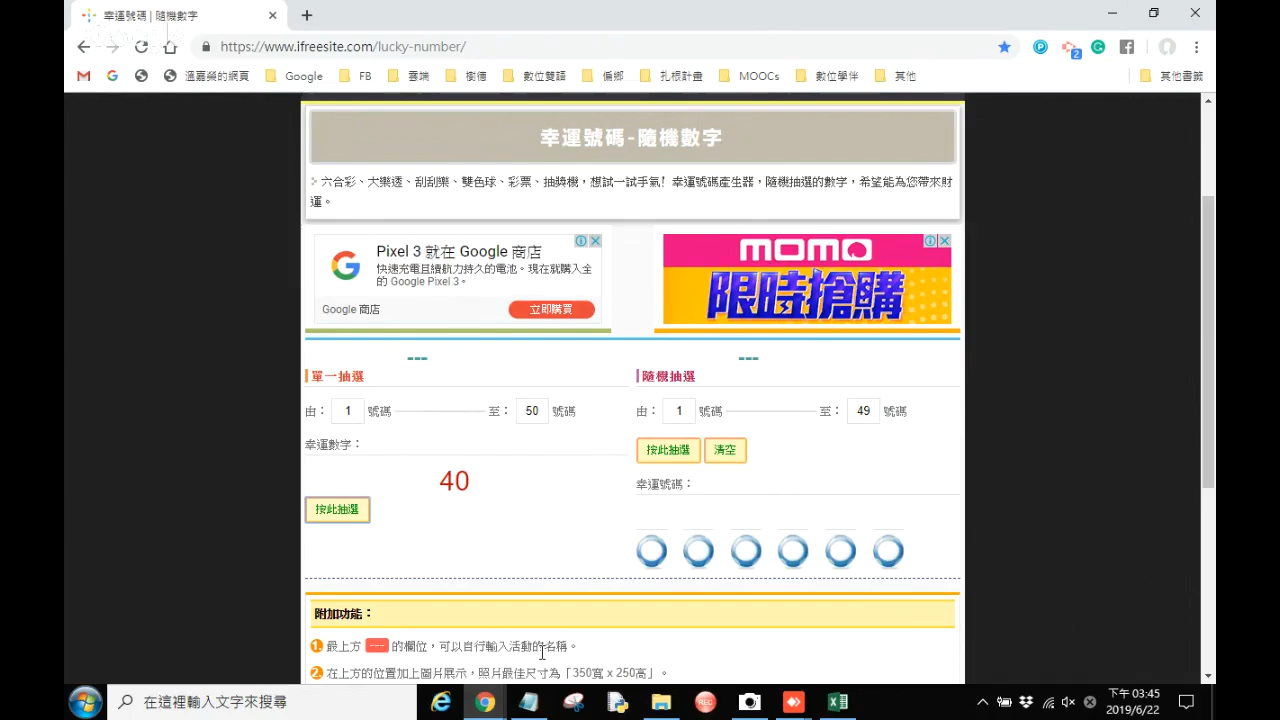 幸運號碼 | 隨機數字
https://www.ifreesite.com/lucky-number/
溫嘉榮的網頁 Google FB 雲端 樹德 數位雙語 偏鄉 扎根計畫 MOOCs 數位學伴 其他 其他書籤
幸運號碼-隨機數字
六合彩、大樂透、刮刮樂、雙色球、彩票、抽獎機，想試一試手氣！幸運號碼產生器，隨機抽選的數字，希望能為您帶來財
運。
Pixel 3 就在 Google 商店
快速充電且續航力持久的電池。現在就購入全
的 Google Pixel 3。
Google 商店 立即購買
momo
限時搶購
--- ---
單一抽選 隨機抽選
由： 1 號碼 至： 50 號碼 由： 1 號碼 至： 49 號碼
幸運數字： 按此抽選 清空
40 幸運號碼：
按此抽選
附加功能：
1. 最上方 --- 的欄位，可以自行輸入活動的名稱。
2. 在上方的位置加上圖片展示，照片最佳尺寸為「350寬 x 250高」。
在這裡輸入文字來搜尋
下午 03:45
2019/6/22